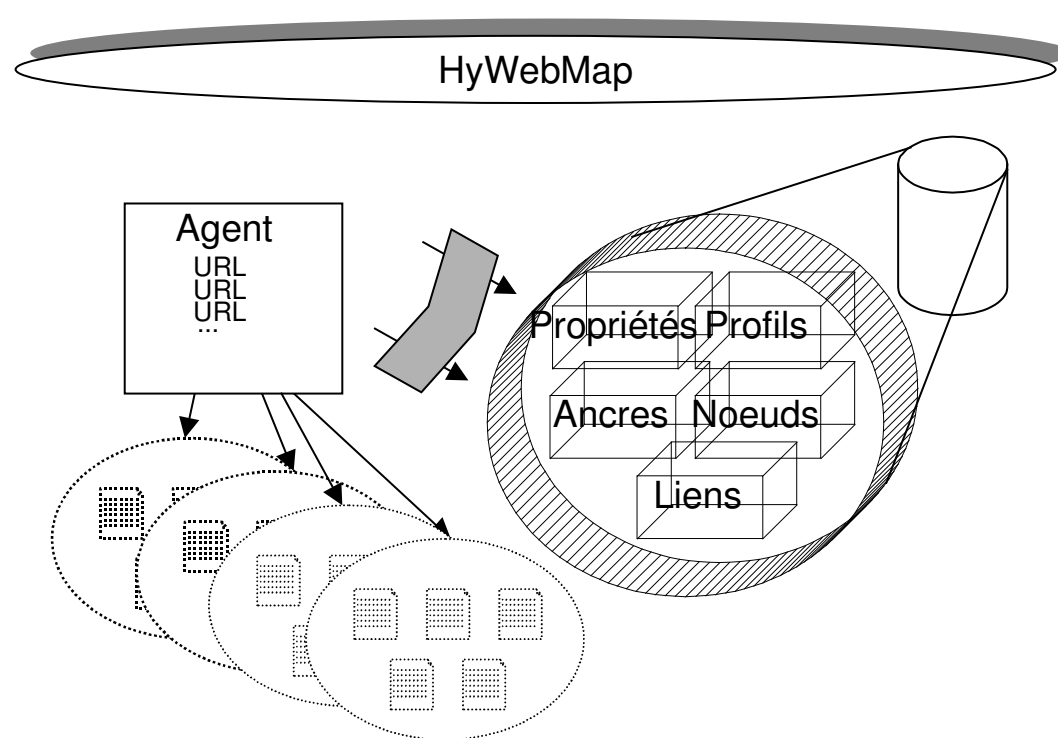 HyWebMap
Agent
URL
URL
URL
...
Propriétés Profils
Ancres Noeuds
Liens